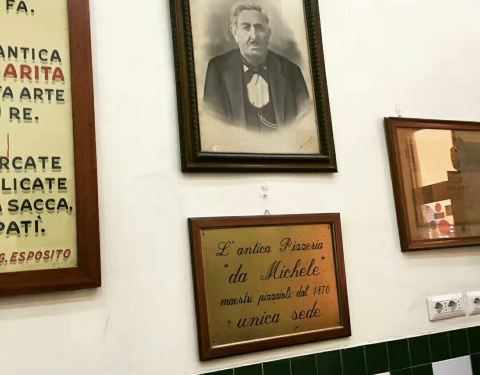 FA.
ANTICA
ARITA
TA ARTE
U RE.
RCATE
LICATE
A SACCA,
PATÌ.
G. ESPOSITO
L'antica Pizzeria
"da Michele"
maestri pizzaioli dal 1870
unica sede